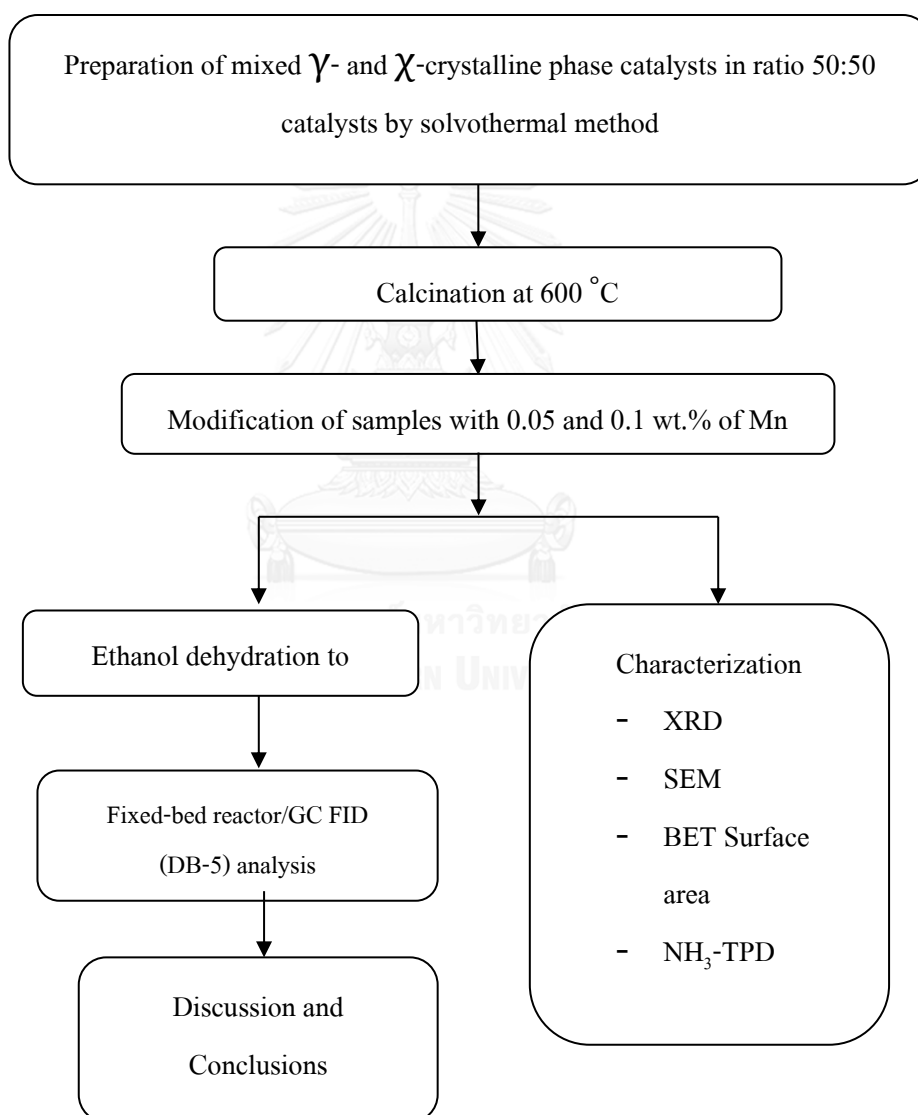 Preparation of mixed γ- and χ-crystalline phase catalysts in ratio 50:50
catalysts by solvothermal method
Calcination at 600 °C
Modification of samples with 0.05 and 0.1 wt.% of Mn
Ethanol dehydration to
Fixed-bed reactor/GC FID
(DB-5) analysis
Discussion and
Conclusions
Characterization
- XRD
- SEM
- BET Surface
area
- NH₃-TPD